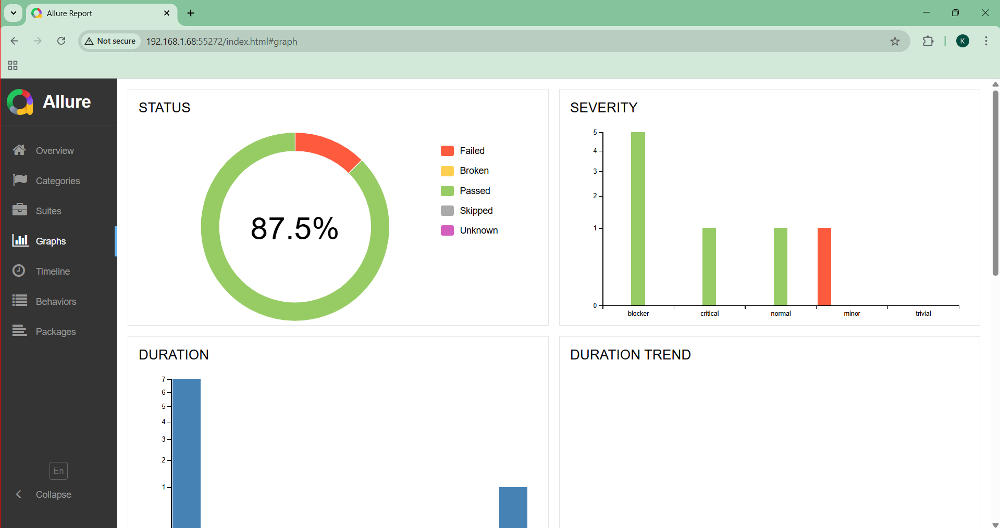 Allure Report
Not secure
192.168.1.68:55272/index.html#graph
K
Allure
Overview
Categories
Suites
Graphs
Timeline
Behaviors
Packages
En
Collapse
STATUS
87.5%
Failed
Broken
Passed
Skipped
Unknown
SEVERITY
5
4
3
2
1
0
blocker critical normal minor trivial
DURATION
7
6
5
4
3
2
1
DURATION TREND